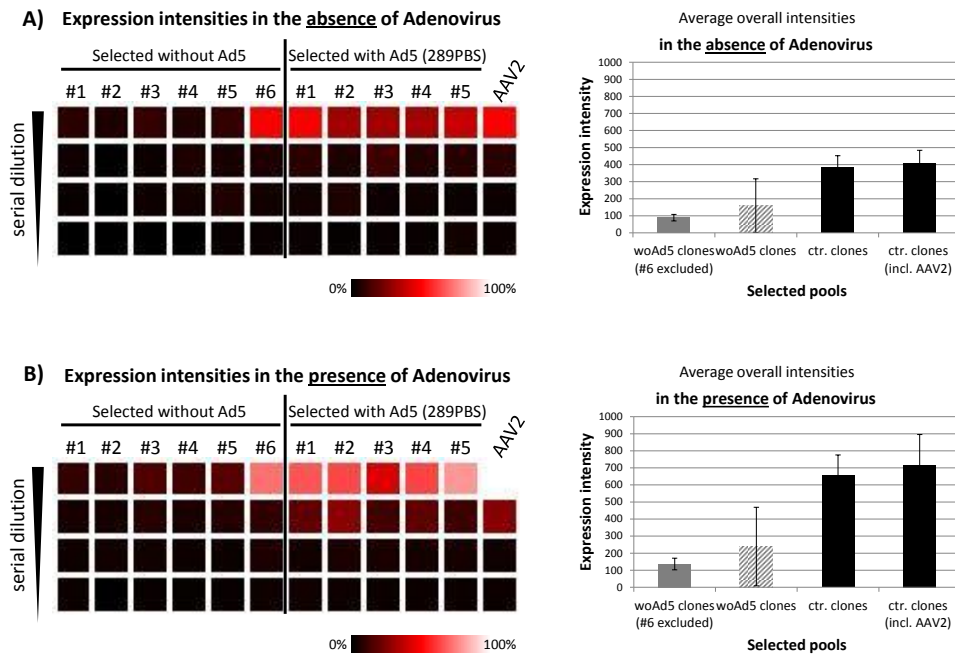 A) Expression intensities in the absence of Adenovirus
Selected without Ad5
Selected with Ad5 (289PBS)
#1 #2 #3 #4 #5 #6 #1 #2 #3 #4 #5 AAV2
serial dilution
0% 100%
Average overall intensities
in the absence of Adenovirus
Expression intensity
1000
900
800
700
600
500
400
300
200
100
0
woAd5 clones (#6 excluded)
woAd5 clones
ctr. clones
ctr. clones (incl. AAV2)
Selected pools
B) Expression intensities in the presence of Adenovirus
Selected without Ad5
Selected with Ad5 (289PBS)
#1 #2 #3 #4 #5 #6 #1 #2 #3 #4 #5 AAV2
serial dilution
0% 100%
Average overall intensities
in the presence of Adenovirus
Expression intensity
1000
900
800
700
600
500
400
300
200
100
0
woAd5 clones (#6 excluded)
woAd5 clones
ctr. clones
ctr. clones (incl. AAV2)
Selected pools